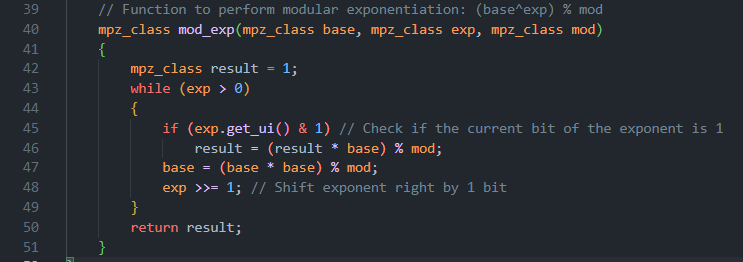 39 // Function to perform modular exponentiation: (base^exp) % mod
40 mpz_class mod_exp(mpz_class base, mpz_class exp, mpz_class mod)
41 {
42     mpz_class result = 1;
43     while (exp > 0)
44     {
45         if (exp.get_ui() & 1) // Check if the current bit of the exponent is 1
46             result = (result * base) % mod;
47         base = (base * base) % mod;
48         exp >>= 1; // Shift exponent right by 1 bit
49     }
50     return result;
51 }